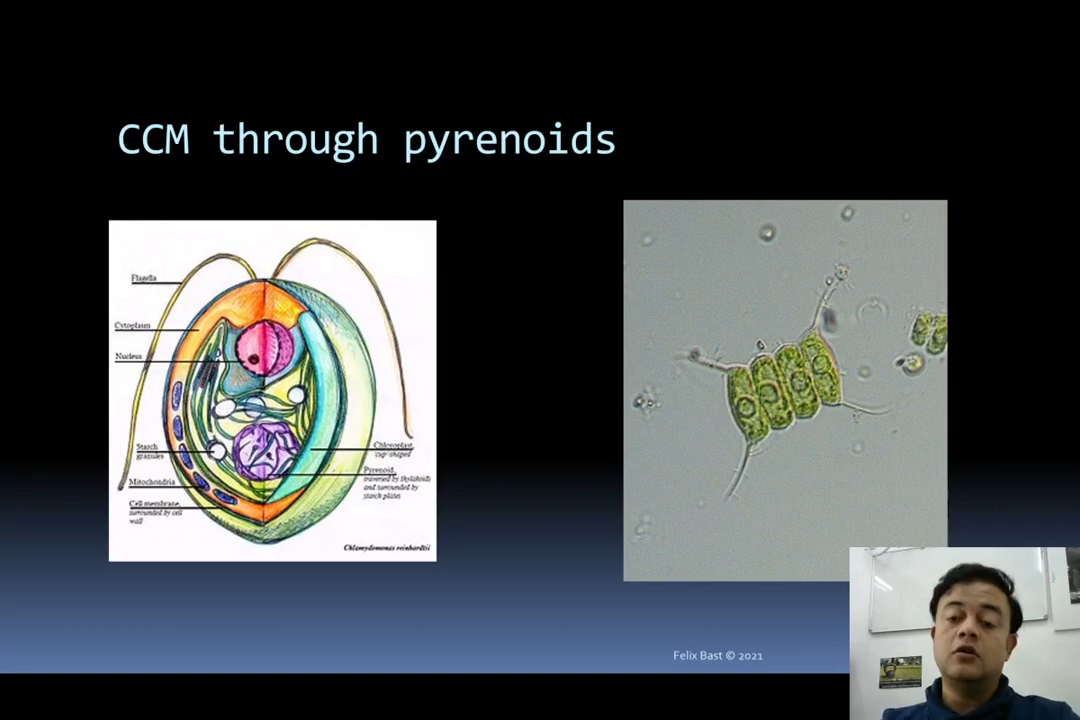 CCM through pyrenoids
Flagella
Cytoplasm
Nucleus
Starch
granules
Mitochondria
Cell membrane,
surrounded by cell
wall
Chloroplast,
'cup'-shaped
Pyrenoid,
traversed by thylakoids
and surrounded by
starch plates
Chlamydomonas reinhardtii
Felix Bast © 2021